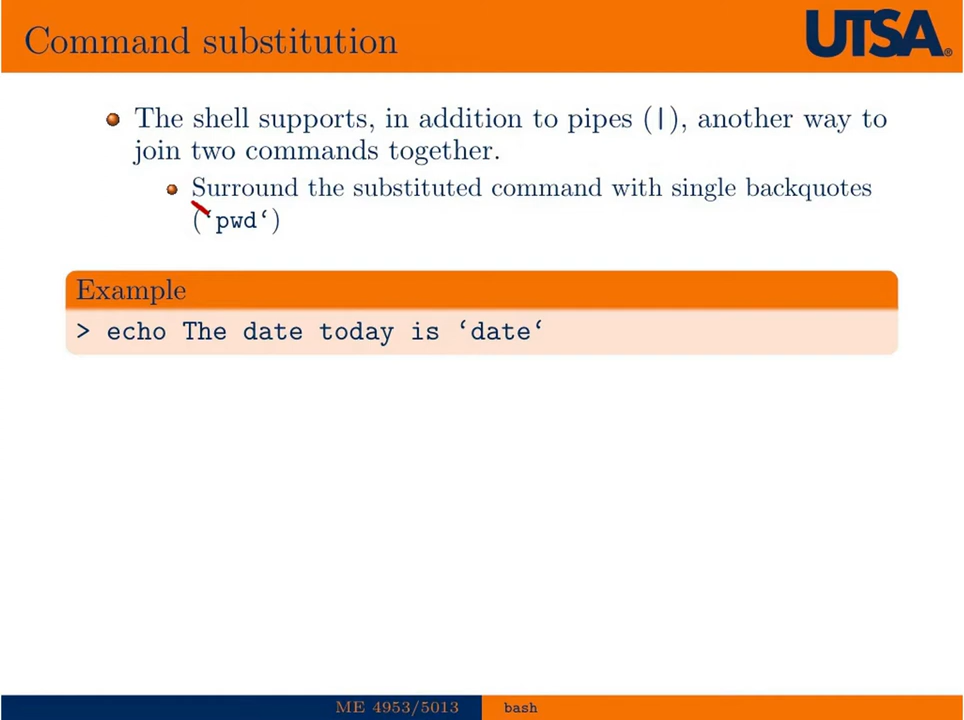 Command substitution
UTSA®
The shell supports, in addition to pipes (|), another way to
join two commands together.
Surround the substituted command with single backquotes
(‘pwd‘)
Example
> echo The date today is ‘date‘
ME 4953/5013
bash